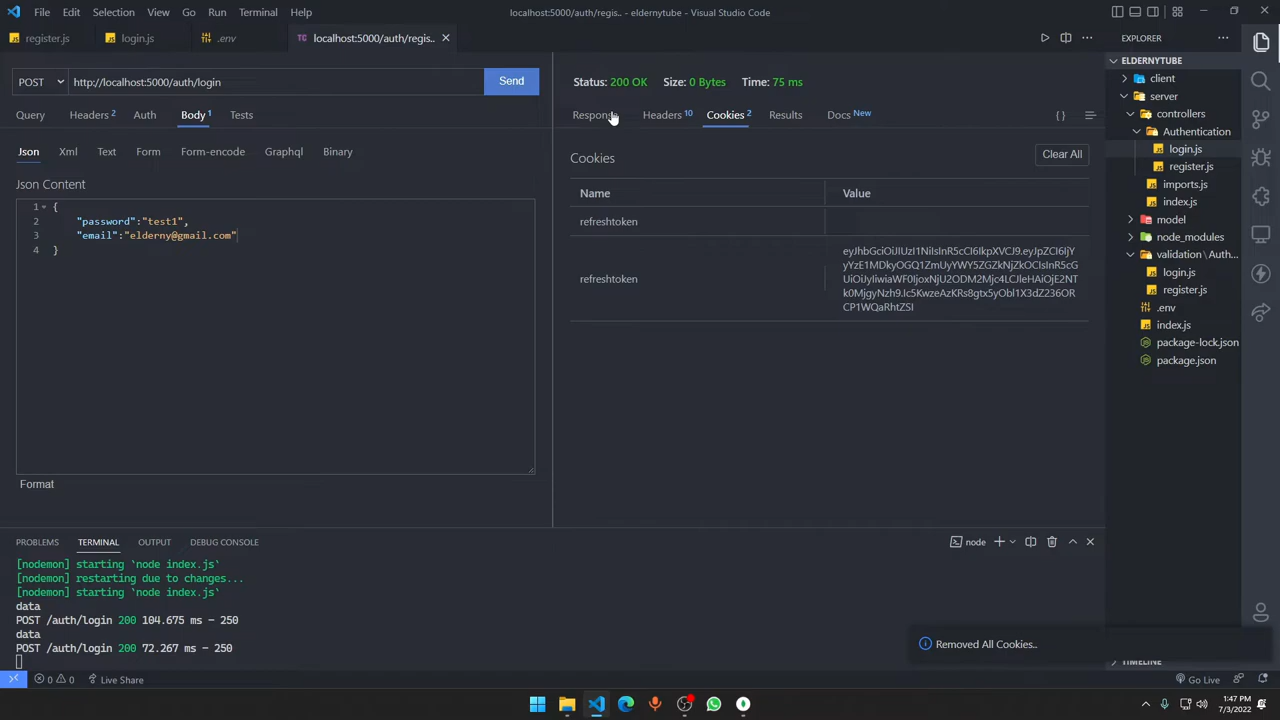 File Edit Selection View Go Run Terminal Help
localhost:5000/auth/regis.. - eldernytube - Visual Studio Code
register.js login.js .env TC localhost:5000/auth/regis..
EXPLORER
POST http://localhost:5000/auth/login Send
Status: 200 OK Size: 0 Bytes Time: 75 ms
Query Headers 2 Auth Body 1 Tests
Response Headers 10 Cookies 2 Results Docs New
{}
Json Xml Text Form Form-encode Graphql Binary
Cookies
Clear All
Json Content
Name Value
1 {
2 "password":"test1",
3 "email":"elderny@gmail.com"
4 }
refreshtoken
refreshtoken
Format
ELDERNYTUBE
client
server
controllers
Authentication
login.js
register.js
imports.js
index.js
model
node_modules
validation\Auth...
login.js
register.js
.env
index.js
package-lock.json
package.json
TIMELINE
PROBLEMS TERMINAL OUTPUT DEBUG CONSOLE
node
[nodemon] starting `node index.js`
[nodemon] restarting due to changes...
[nodemon] starting `node index.js`
data
POST /auth/login 200 104.675 ms - 250
data
POST /auth/login 200 72.267 ms - 250
Removed All Cookies..
0 0 Live Share
Go Live
1:47 PM
7/3/2022